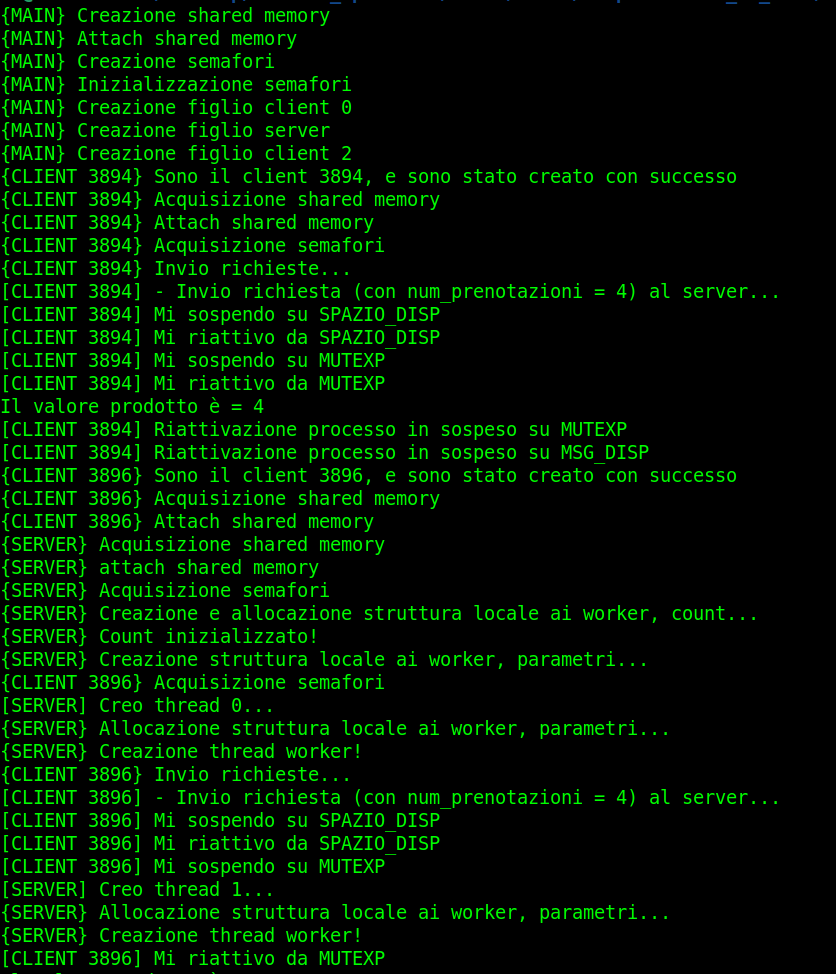 {MAIN} Creazione shared memory
{MAIN} Attach shared memory
{MAIN} Creazione semafori
{MAIN} Inizializzazione semafori
{MAIN} Creazione figlio client 0
{MAIN} Creazione figlio server
{MAIN} Creazione figlio client 2
{CLIENT 3894} Sono il client 3894, e sono stato creato con successo
{CLIENT 3894} Acquisizione shared memory
{CLIENT 3894} Attach shared memory
{CLIENT 3894} Acquisizione semafori
{CLIENT 3894} Invio richieste...
[CLIENT 3894] - Invio richiesta (con num_prenotazioni = 4) al server...
[CLIENT 3894] Mi sospendo su SPAZIO_DISP
[CLIENT 3894] Mi riattivo da SPAZIO_DISP
[CLIENT 3894] Mi sospendo su MUTEXP
[CLIENT 3894] Mi riattivo da MUTEXP
Il valore prodotto è = 4
[CLIENT 3894] Riattivazione processo in sospeso su MUTEXP
[CLIENT 3894] Riattivazione processo in sospeso su MSG_DISP
{CLIENT 3896} Sono il client 3896, e sono stato creato con successo
{CLIENT 3896} Acquisizione shared memory
{CLIENT 3896} Attach shared memory
{SERVER} Acquisizione shared memory
{SERVER} attach shared memory
{SERVER} Acquisizione semafori
{SERVER} Creazione e allocazione struttura locale ai worker, count...
{SERVER} Count inizializzato!
{SERVER} Creazione struttura locale ai worker, parametri...
{CLIENT 3896} Acquisizione semafori
[SERVER] Creo thread 0...
{SERVER} Allocazione struttura locale ai worker, parametri...
{SERVER} Creazione thread worker!
{CLIENT 3896} Invio richieste...
[CLIENT 3896] - Invio richiesta (con num_prenotazioni = 4) al server...
[CLIENT 3896] Mi sospendo su SPAZIO_DISP
[CLIENT 3896] Mi riattivo da SPAZIO_DISP
[CLIENT 3896] Mi sospendo su MUTEXP
[SERVER] Creo thread 1...
{SERVER} Allocazione struttura locale ai worker, parametri...
{SERVER} Creazione thread worker!
[CLIENT 3896] Mi riattivo da MUTEXP